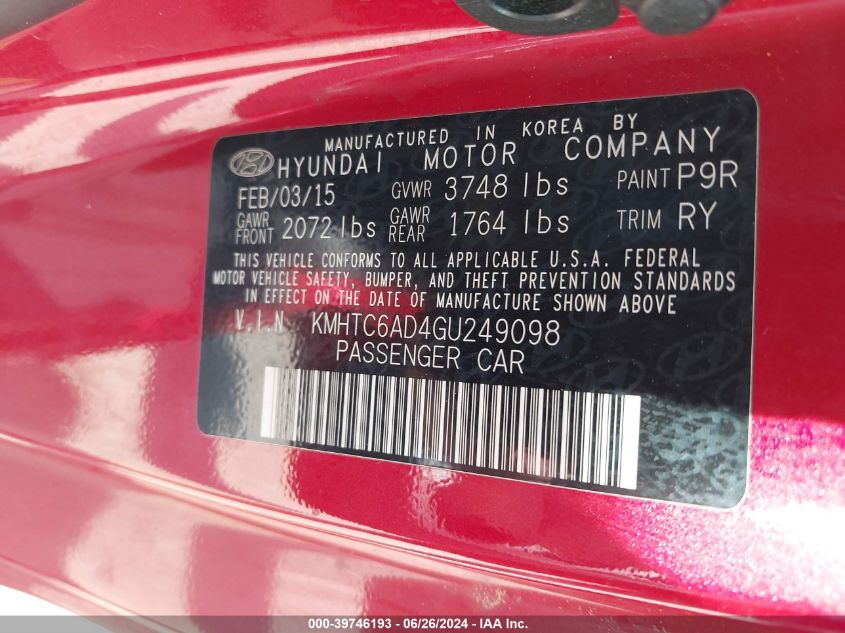 MANUFACTURED IN KOREA BY
HYUNDAI MOTOR COMPANY
FEB/03/15 GVWR 3748 lbs PAINT P9R
GAWR FRONT 2072 lbs GAWR REAR 1764 lbs TRIM RY
THIS VEHICLE CONFORMS TO ALL APPLICABLE U.S.A. FEDERAL
MOTOR VEHICLE SAFETY, BUMPER, AND THEFT PREVENTION STANDARDS
IN EFFECT ON THE DATE OF MANUFACTURE SHOWN ABOVE
V.I.N KMHTC6AD4GU249098
PASSENGER CAR
000-39746193 - 06/26/2024 - IAA Inc.